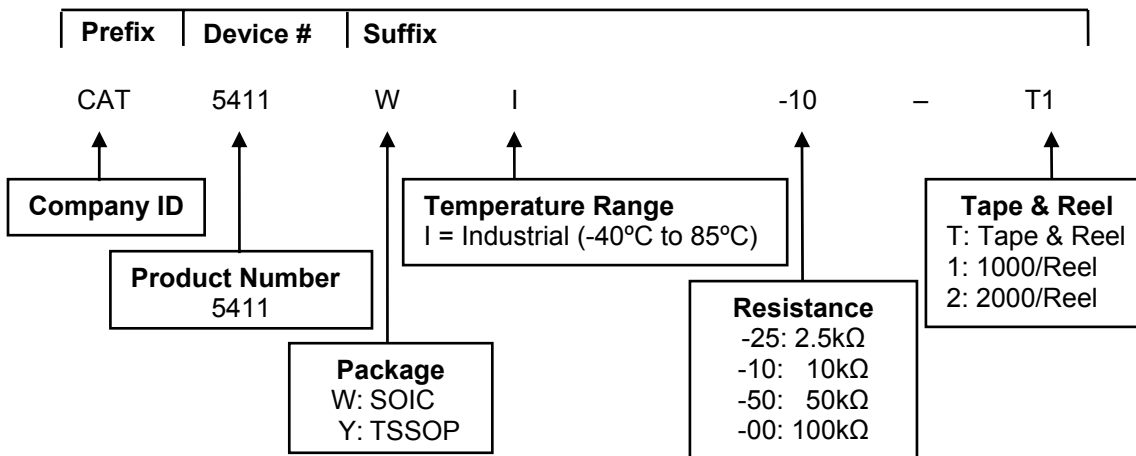 Prefix Device # Suffix
CAT 5411 W I -10 – T1
Company ID
Product Number
5411
Package
W: SOIC
Y: TSSOP
Temperature Range
I = Industrial (-40ºC to 85ºC)
Resistance
-25: 2.5kΩ
-10: 10kΩ
-50: 50kΩ
-00: 100kΩ
Tape & Reel
T: Tape & Reel
1: 1000/Reel
2: 2000/Reel